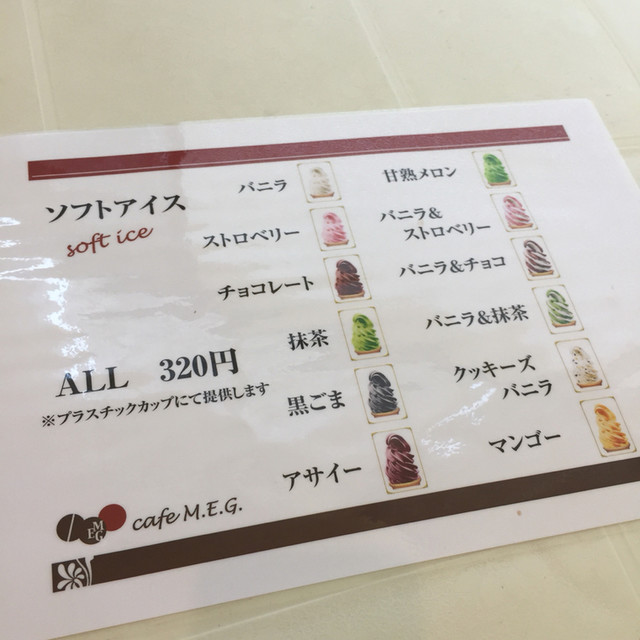 ソフトアイス
soft ice
バニラ
ストロベリー
チョコレート
抹茶
黒ごま
アサイー
甘熟メロン
バニラ&
ストロベリー
バニラ&チョコ
バニラ&抹茶
クッキーズ
バニラ
マンゴー
ALL 320円
※プラスチックカップにて提供します
MEG
cafe M.E.G.